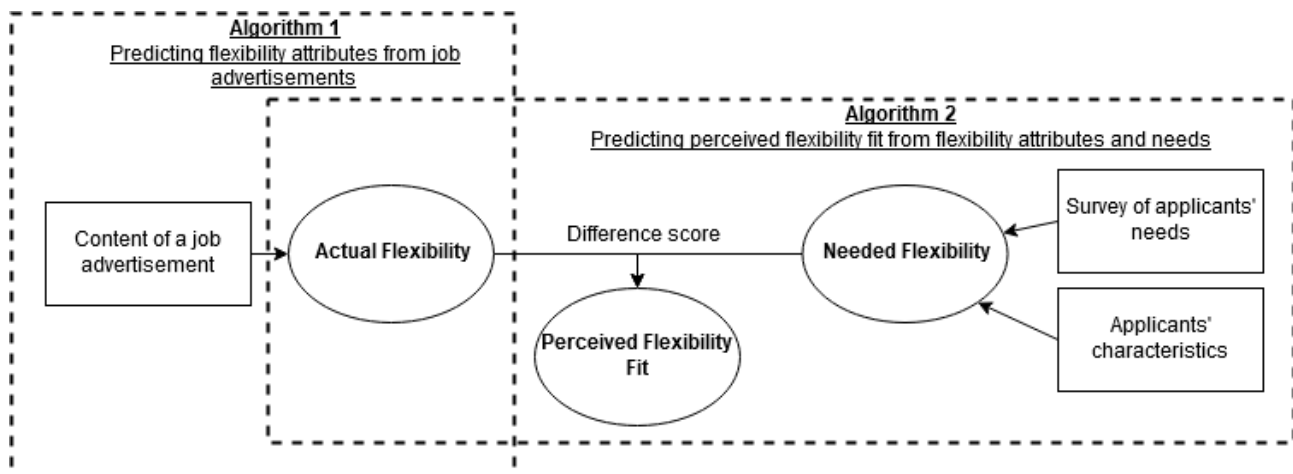 Algorithm 1
Predicting flexibility attributes from job
advertisements
Algorithm 2
Predicting perceived flexibility fit from flexibility attributes and needs
Content of a job
advertisement
Actual Flexibility
Difference score
Needed Flexibility
Survey of applicants'
needs
Perceived Flexibility
Fit
Applicants'
characteristics